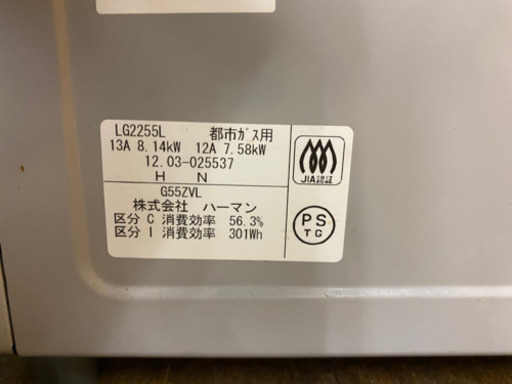 LG2255L 都市ガス用
13A 8.14kW 12A 7.58kW
12.03-025537
H N
JIA認証
G55ZVL
株式会社 ハーマン
区分 C 消費効率 56.3%
区分 I 消費効率 301Wh
PS
TG